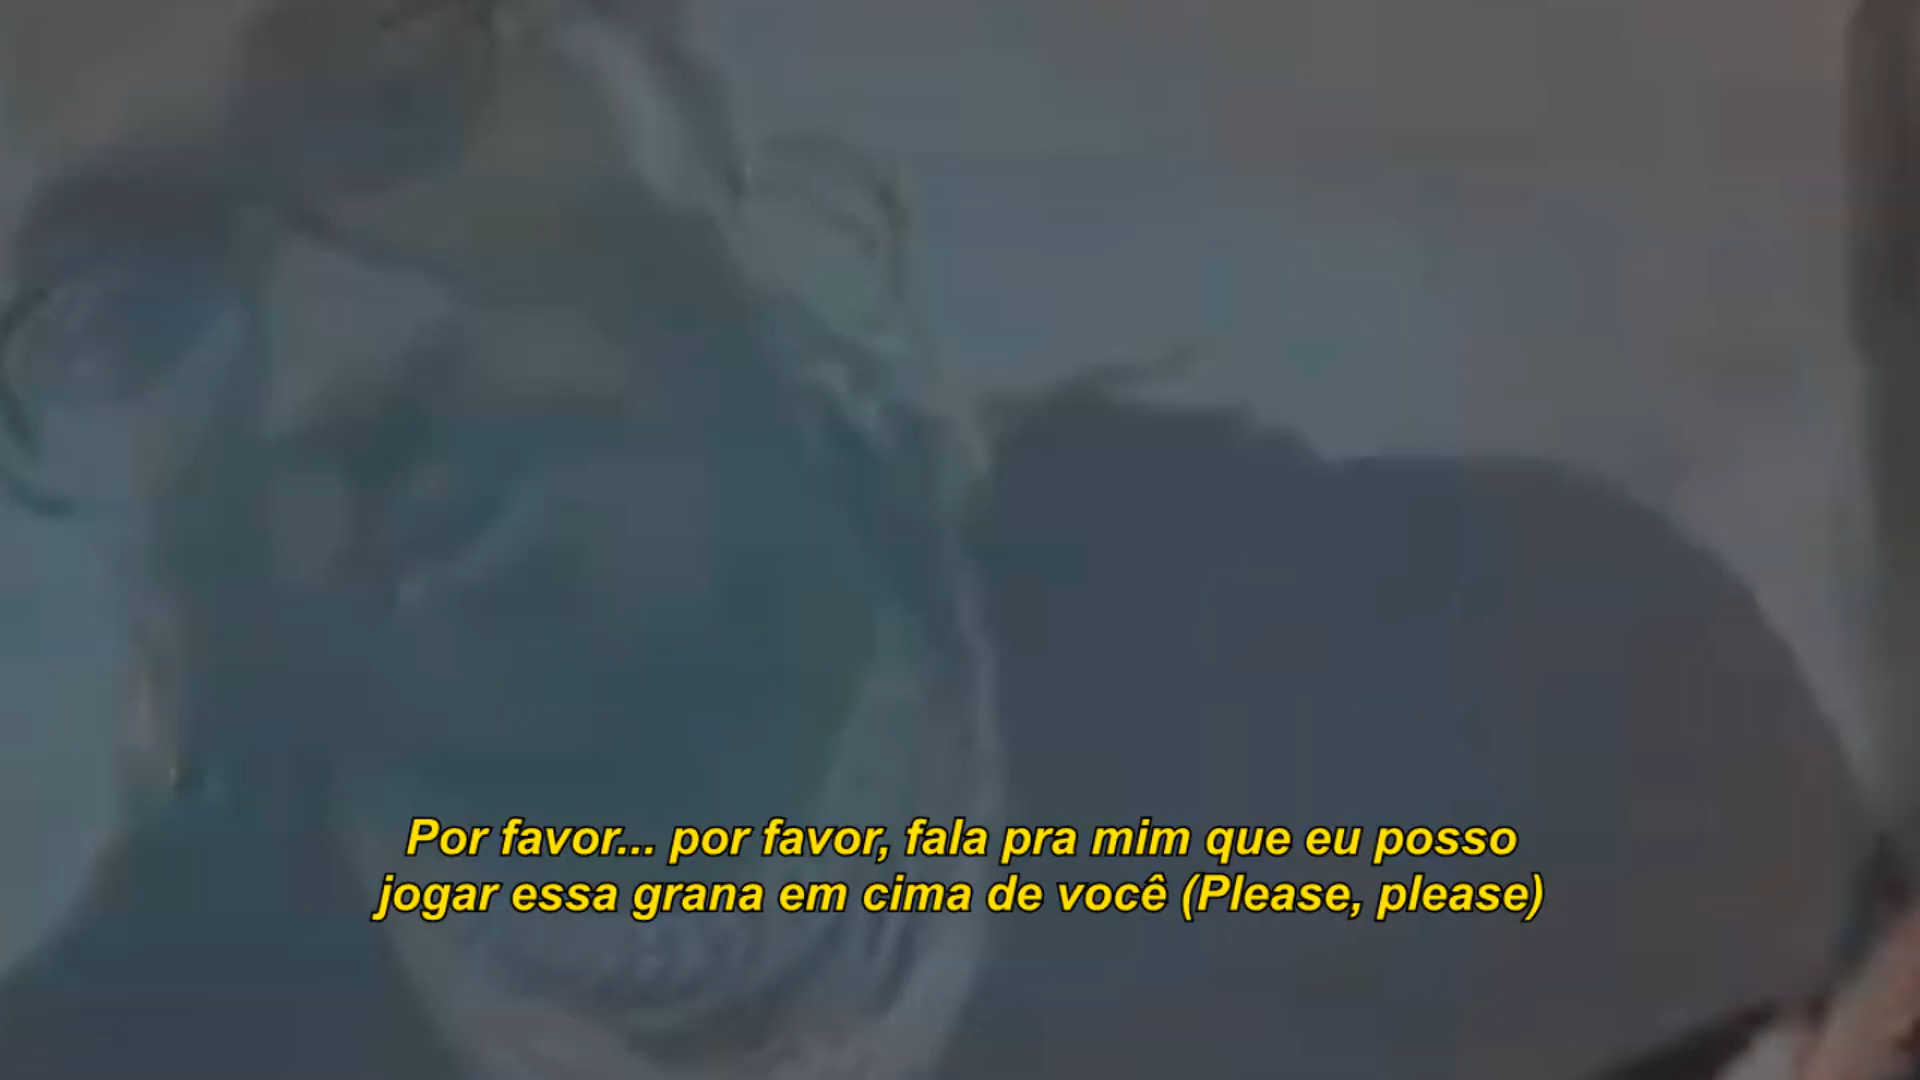 Por favor... por favor, fala pra mim que eu posso
jogar essa grana em cima de você (Please, please)